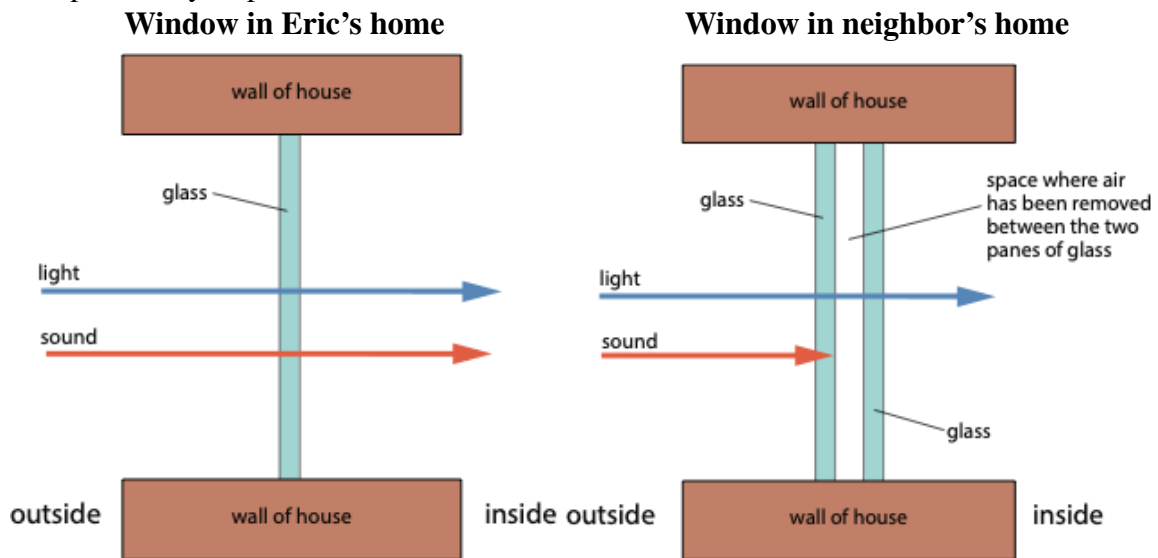 Window in Eric's home
wall of house
glass
light
sound
outside
wall of house
inside
Window in neighbor's home
wall of house
glass
space where air
has been removed
between the two
panes of glass
light
sound
glass
outside
wall of house
inside